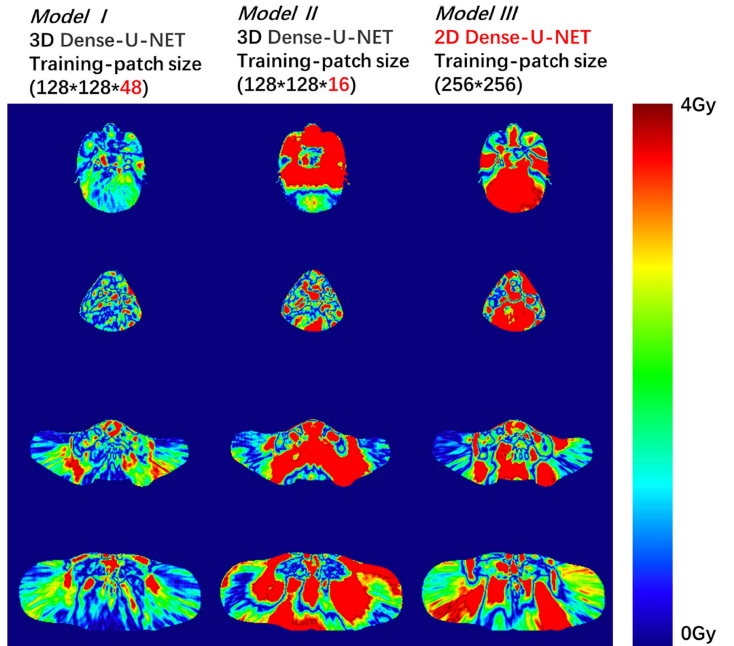 Model I
3D Dense-U-NET
Training-patch size
(128*128*48)
Model II
3D Dense-U-NET
Training-patch size
(128*128*16)
Model III
2D Dense-U-NET
Training-patch size
(256*256)
4Gy
0Gy